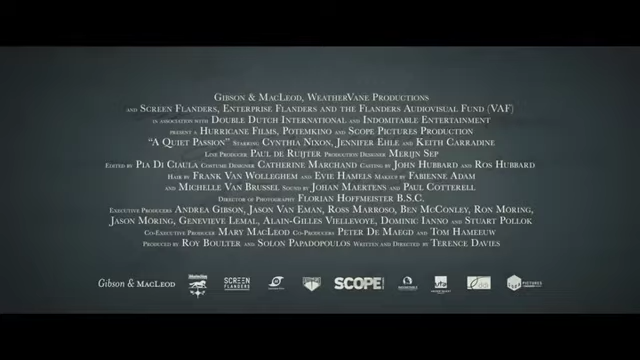 GIBSON & MACLEOD, WEATHERVANE PRODUCTIONS
AND SCREEN FLANDERS, ENTERPRISE FLANDERS AND THE FLANDERS AUDIOVISUAL FUND (VAF)
IN ASSOCIATION WITH DOUBLE DUTCH INTERNATIONAL AND INDOMITABLE ENTERTAINMENT
PRESENT A HURRICANE FILMS, POTEMKINO AND SCOPE PICTURES PRODUCTION
"A QUIET PASSION" STARRING CYNTHIA NIXON, JENNIFER EHLE AND KEITH CARRADINE
LINE PRODUCER PAUL DE RUIJTER PRODUCTION DESIGNER MERIJN SEP
EDITED BY PIA DI CIAULA COSTUME DESIGNER CATHERINE MARCHAND CASTING BY JOHN HUBBARD AND ROS HUBBARD
HAIR BY FRANK VAN WOLLEGHEM AND EVIE HAMELS MAKEUP BY FABIENNE ADAM
AND MICHELLE VAN BRUSSEL SOUND BY JOHAN MAERTENS AND PAUL COTTERELL
DIRECTOR OF PHOTOGRAPHY FLORIAN HOFFMEISTER B.S.C.
EXECUTIVE PRODUCERS ANDREA GIBSON, JASON VAN EMAN, ROSS MARROSO, BEN MCCONLEY, RON MORING,
JASON MORING, GENEVIEVE LEMAL, ALAIN-GILLES VIELLEVOYE, DOMINIC IANNO AND STUART POLLOK
CO-EXECUTIVE PRODUCER MARY MACLEOD CO-PRODUCERS PETER DE MAEGD AND TOM HAMEEUW
PRODUCED BY ROY BOULTER AND SOLON PAPADOPOULOS WRITTEN AND DIRECTED BY TERENCE DAVIES
Gibson & MACLEOD SCREEN FLANDERS SCOPE vaf PICTURES